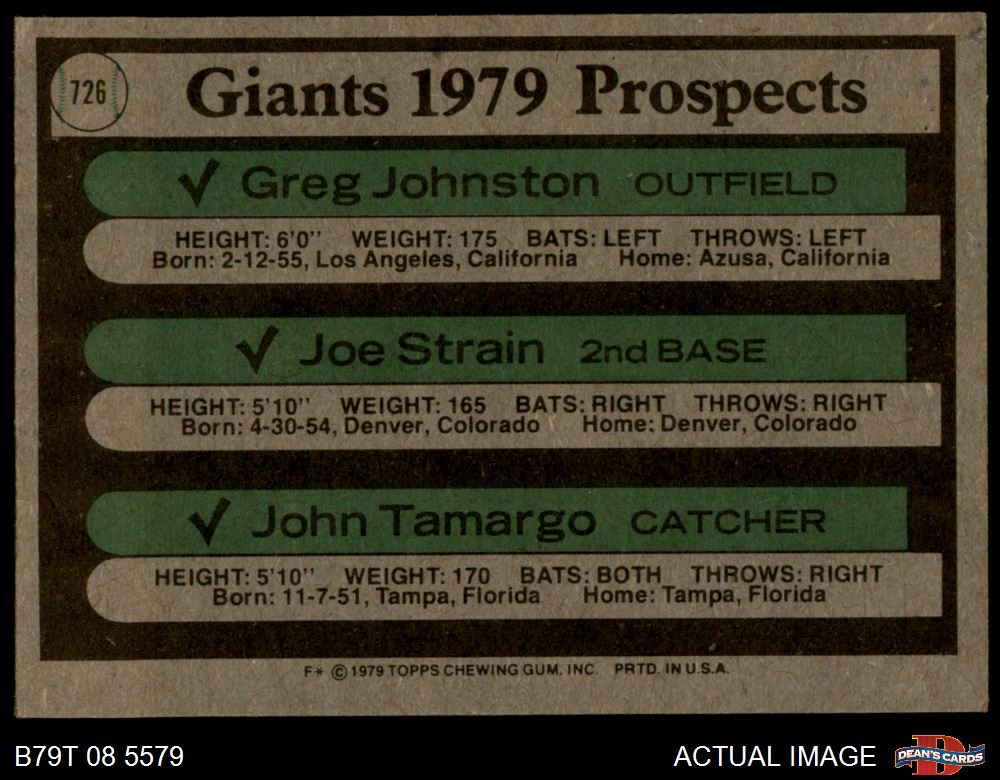 726
Giants 1979 Prospects
✓ Greg Johnston OUTFIELD
HEIGHT: 6'0" WEIGHT: 175 BATS: LEFT THROWS: LEFT
Born: 2-12-55, Los Angeles, California Home: Azusa, California
✓ Joe Strain 2nd BASE
HEIGHT: 5'10" WEIGHT: 165 BATS: RIGHT THROWS: RIGHT
Born: 4-30-54, Denver, Colorado Home: Denver, Colorado
✓ John Tamargo CATCHER
HEIGHT: 5'10" WEIGHT: 170 BATS: BOTH THROWS: RIGHT
Born: 11-7-51, Tampa, Florida Home: Tampa, Florida
F* © 1979 TOPPS CHEWING GUM, INC. PRTD. IN U.S.A.
B79T 08 5579
ACTUAL IMAGE
D
DEAN'S CARDS